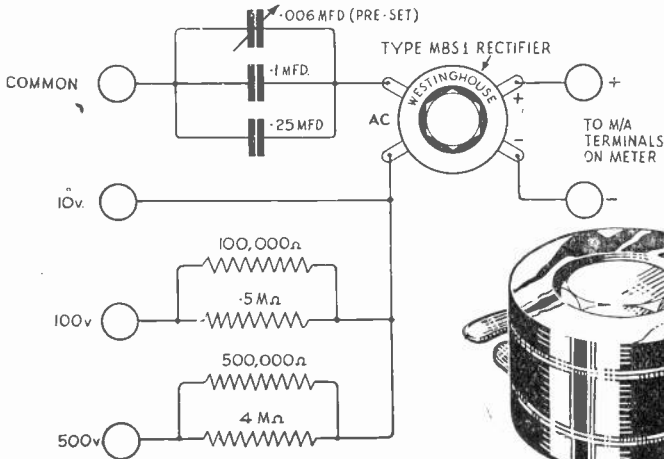 .006 MFD (PRE-SET)
TYPE MBS1 RECTIFIER
COMMON
.1 MFD.
WESTINGHOUSE
AC
+
+
.25 MFD
-
TO M/A
TERMINALS
ON METER
10v.
-
100,000Ω
100v
.5 MΩ
500,000Ω
500v
4 MΩ